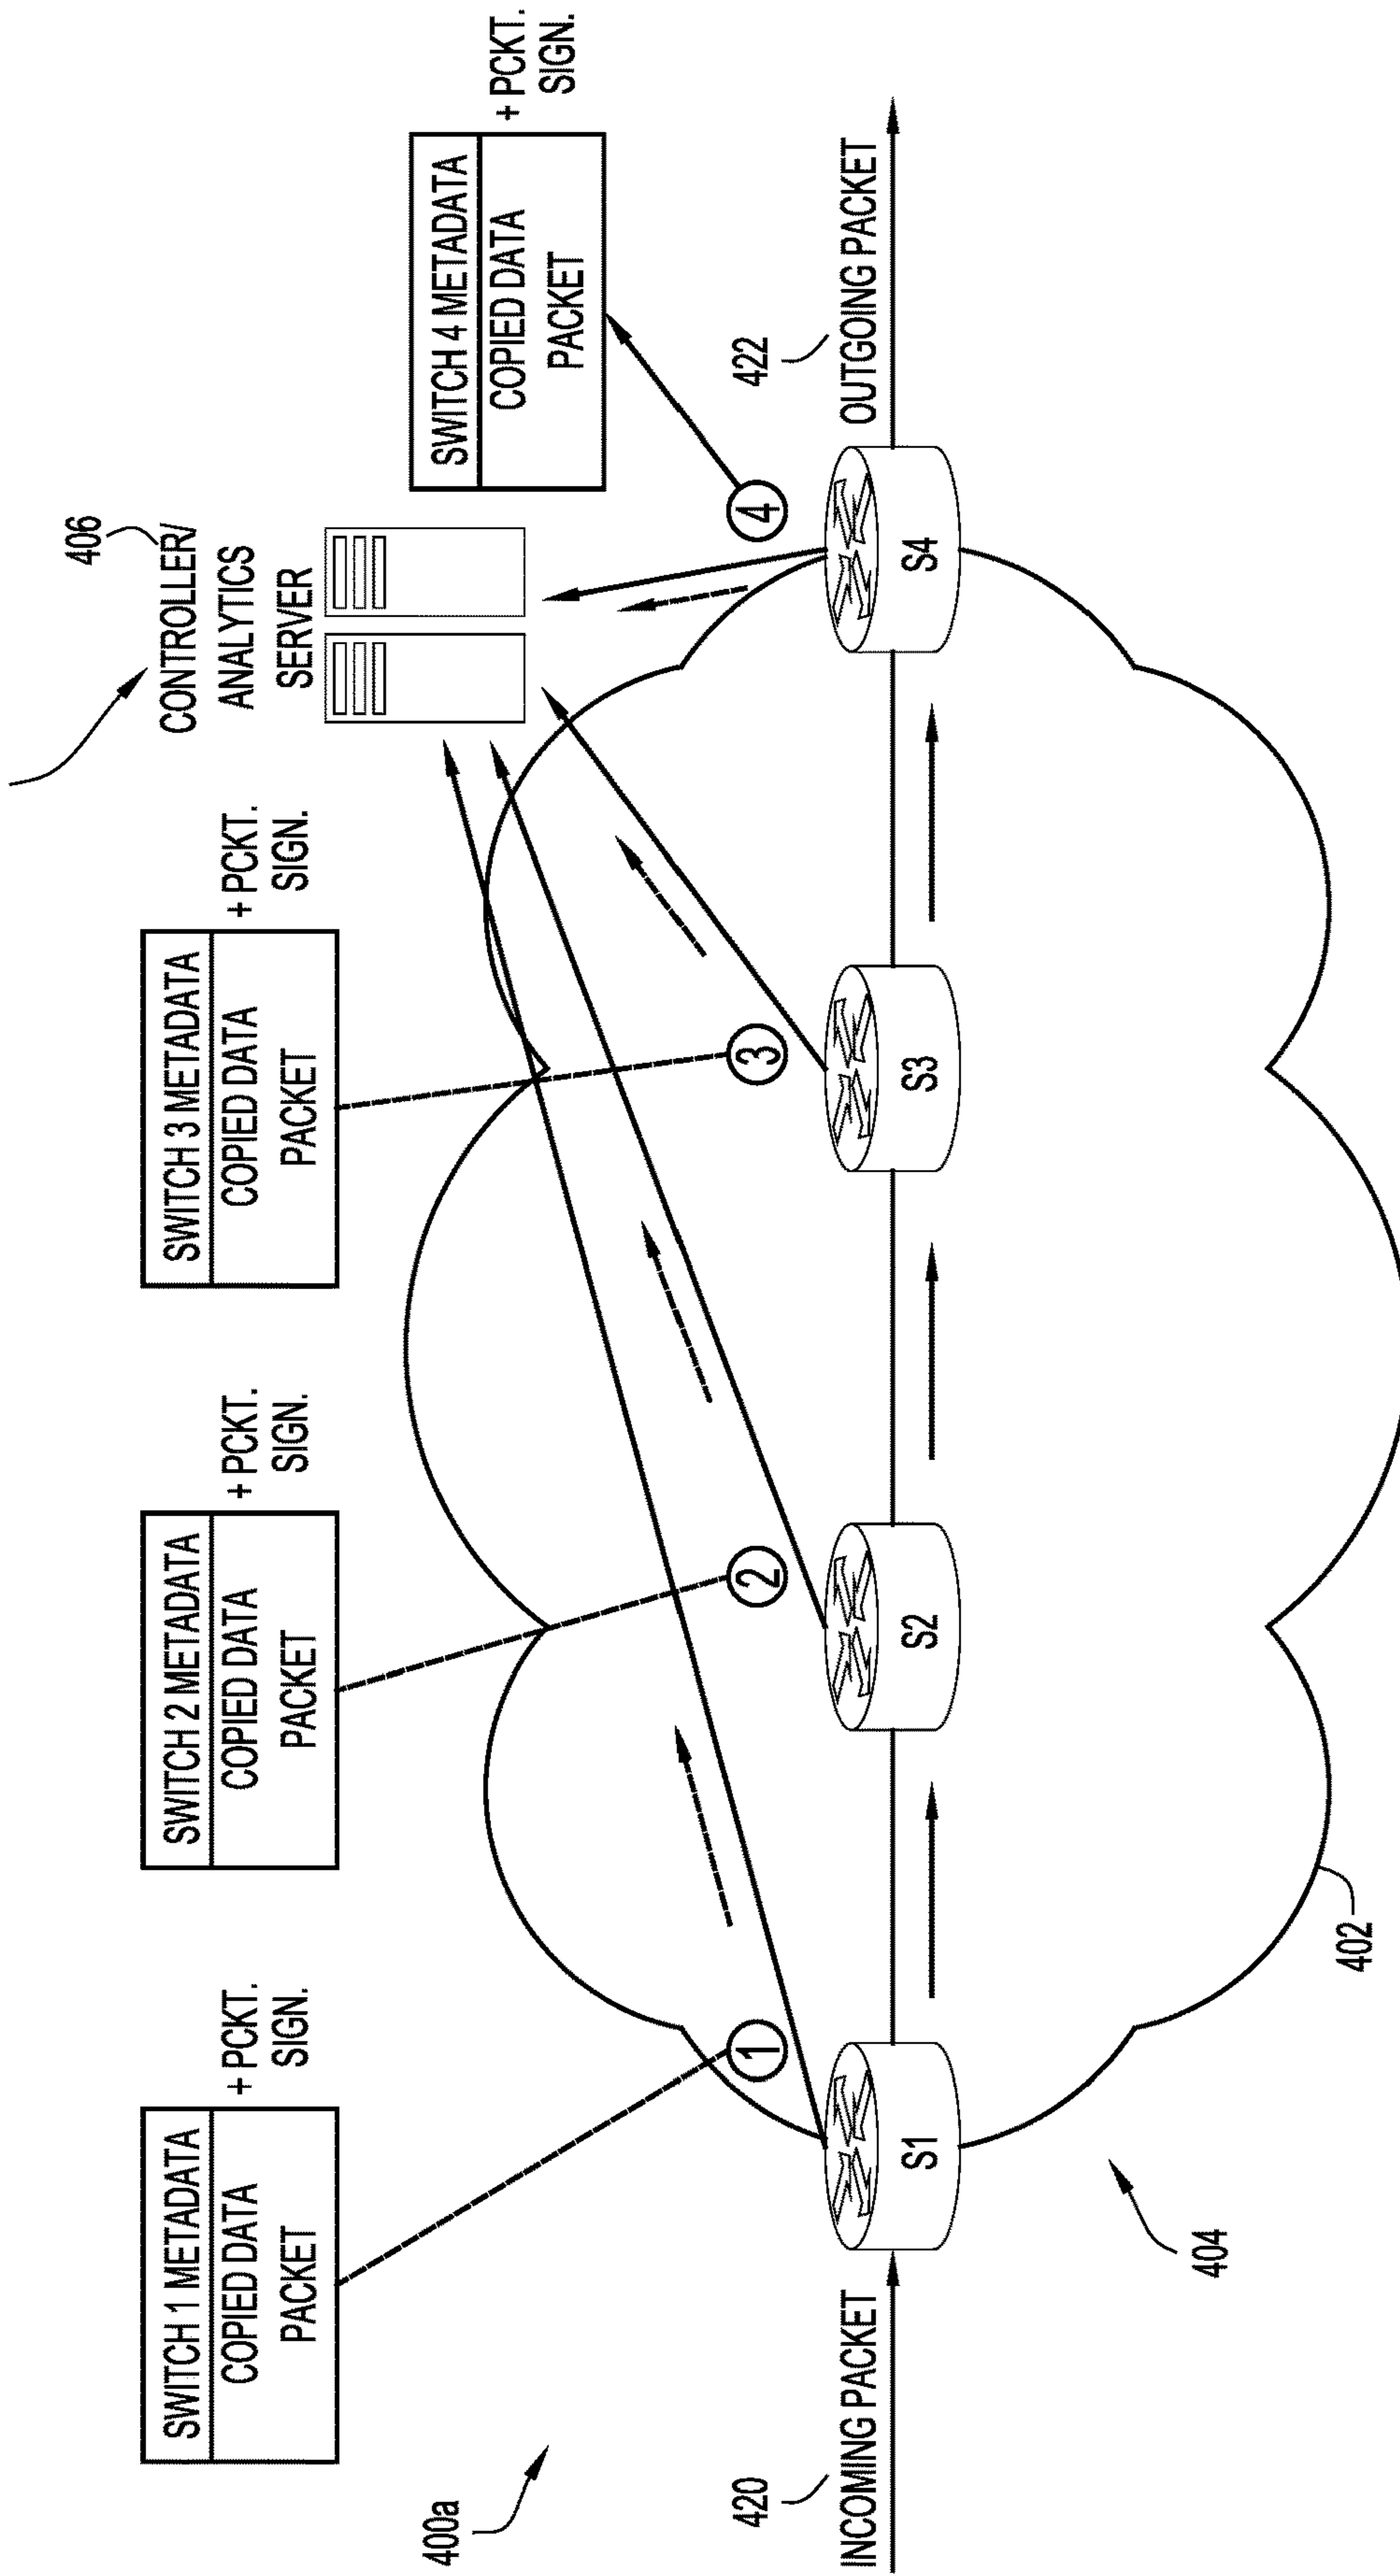 400a
SWITCH 1 METADATA
COPIED DATA
PACKET
+ PCKT.
SIGN.
SWITCH 2 METADATA
COPIED DATA
PACKET
+ PCKT.
SIGN.
SWITCH 3 METADATA
COPIED DATA
PACKET
+ PCKT.
SIGN.
406
CONTROLLER/
ANALYTICS
SERVER
SWITCH 4 METADATA
COPIED DATA
PACKET
+ PCKT.
SIGN.
1
2
3
4
420
INCOMING PACKET
S1
S2
S3
S4
422
OUTGOING PACKET
404
402